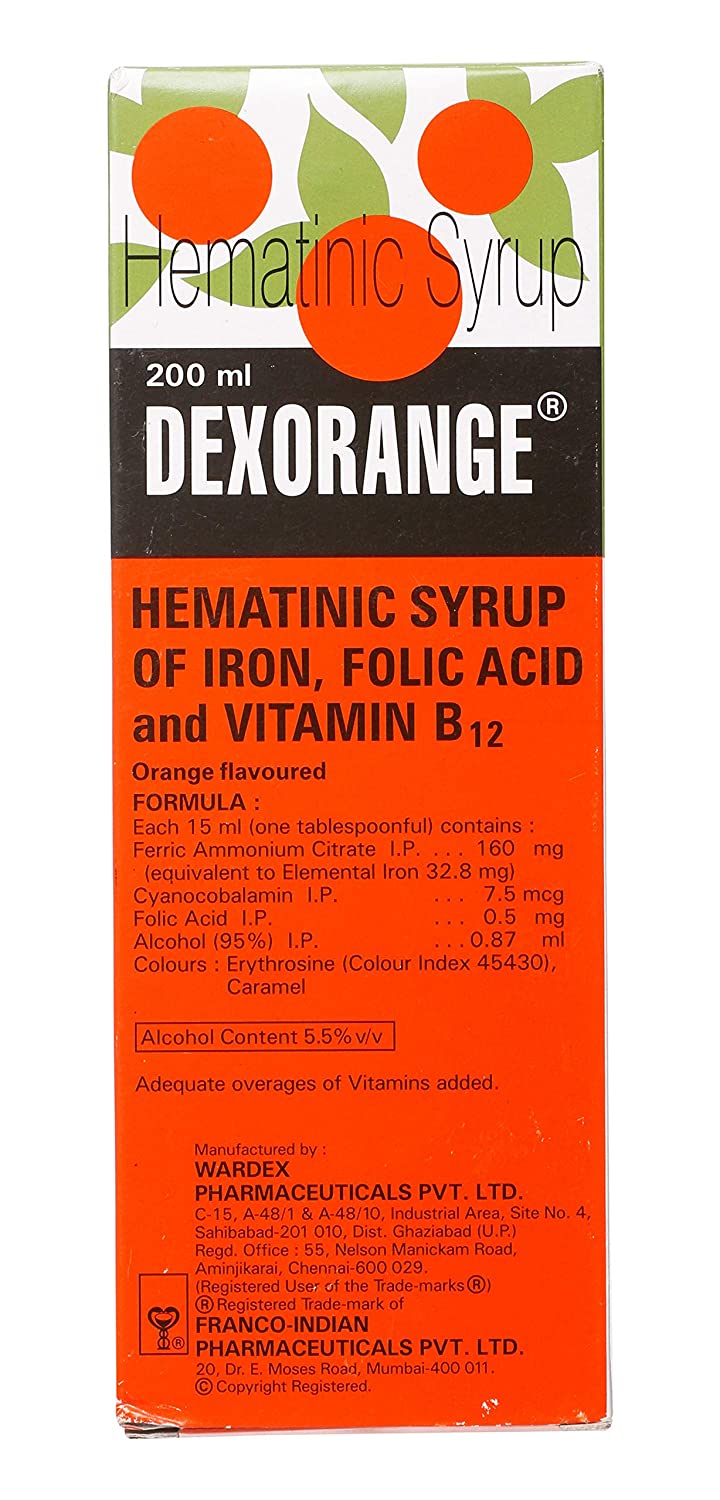 Hematinic Syrup
200 ml
DEXORANGE®
HEMATINIC SYRUP
OF IRON, FOLIC ACID
and VITAMIN B12
Orange flavoured
FORMULA :
Each 15 ml (one tablespoonful) contains :
Ferric Ammonium Citrate I.P. ... 160 mg
(equivalent to Elemental Iron 32.8 mg)
Cyanocobalamin I.P. ... 7.5 mcg
Folic Acid I.P. ... 0.5 mg
Alcohol (95%) I.P. ... 0.87 ml
Colours : Erythrosine (Colour Index 45430),
Caramel
Alcohol Content 5.5% v/v
Adequate overages of Vitamins added.
Manufactured by :
WARDEX
PHARMACEUTICALS PVT. LTD.
C-15, A-48/1 & A-48/10, Industrial Area, Site No. 4,
Sahibabad-201 010, Dist. Ghaziabad (U.P.)
Regd. Office : 55, Nelson Manickam Road,
Aminjikarai, Chennai-600 029.
(Registered User of the Trade-marks ®)
® Registered Trade-mark of
FRANCO-INDIAN
PHARMACEUTICALS PVT. LTD.
20, Dr. E. Moses Road, Mumbai-400 011.
© Copyright Registered.
®